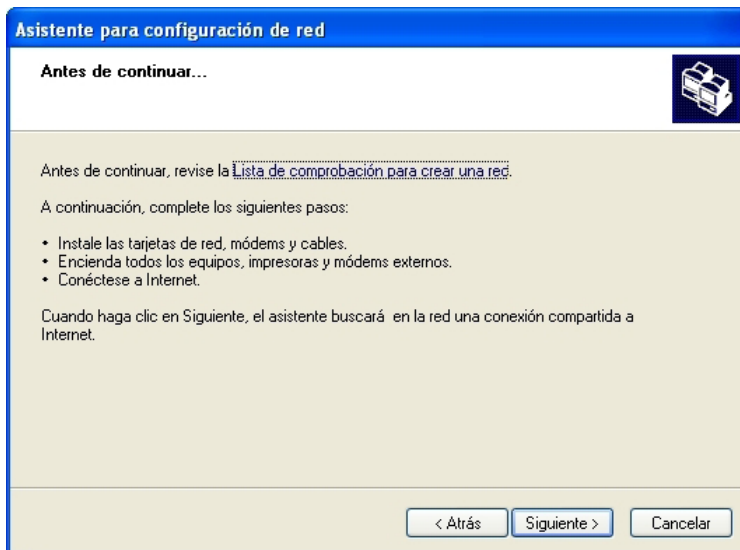 Asistente para configuración de red
Antes de continuar...
Antes de continuar, revise la Lista de comprobación para crear una red.
A continuación, complete los siguientes pasos:
• Instale las tarjetas de red, módems y cables.
• Encienda todos los equipos, impresoras y módems externos.
• Conéctese a Internet.
Cuando haga clic en Siguiente, el asistente buscará  en la red una conexión compartida a
Internet.
< Atrás
Siguiente >
Cancelar